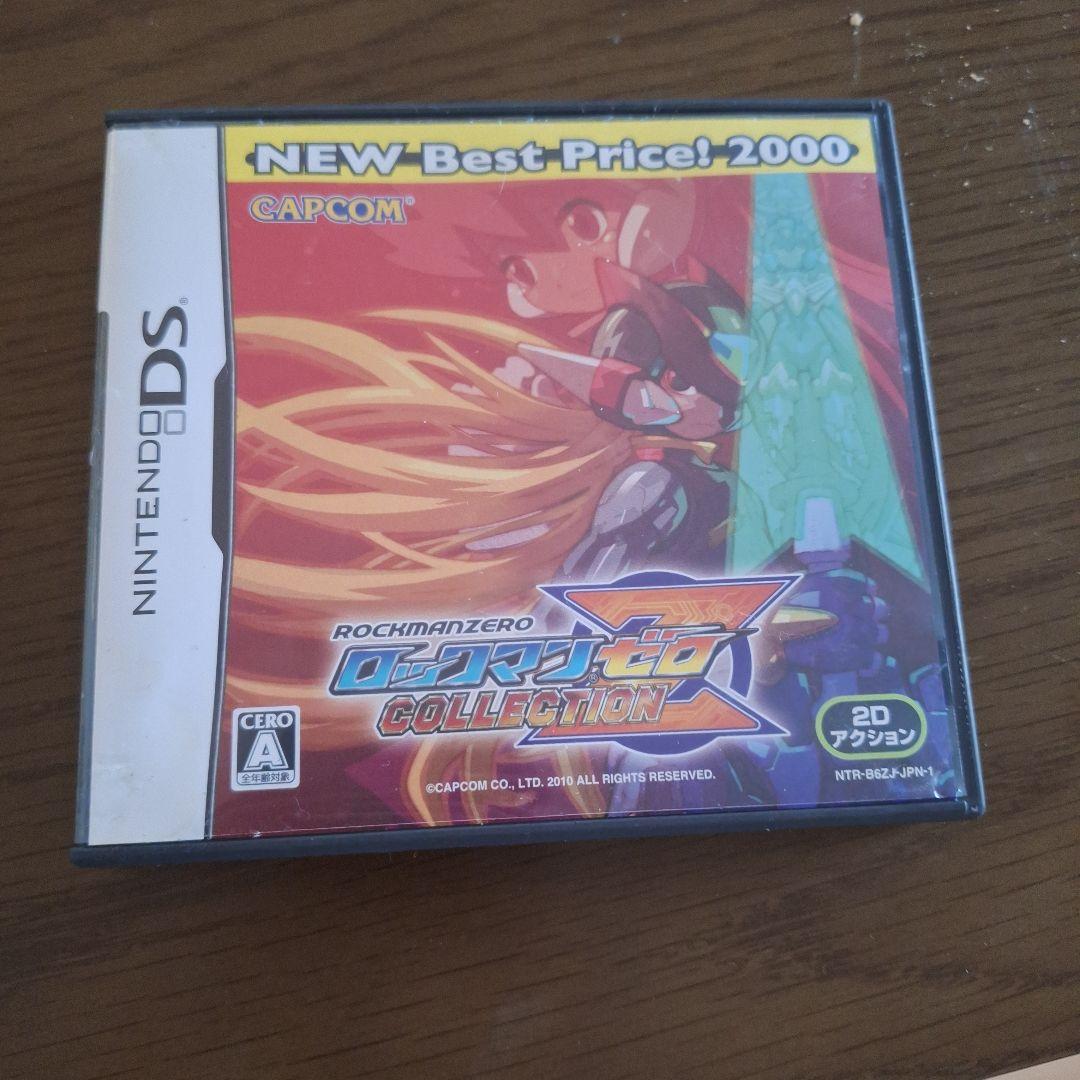 NEW Best Price! 2000
CAPCOM®
NINTENDO DS®
ROCKMANZERO
ロックマン®ゼロ
COLLECTION
CERO
A
全年齢対象
2D
アクション
©CAPCOM CO., LTD. 2010 ALL RIGHTS RESERVED.
NTR-B6ZJ-JPN-1